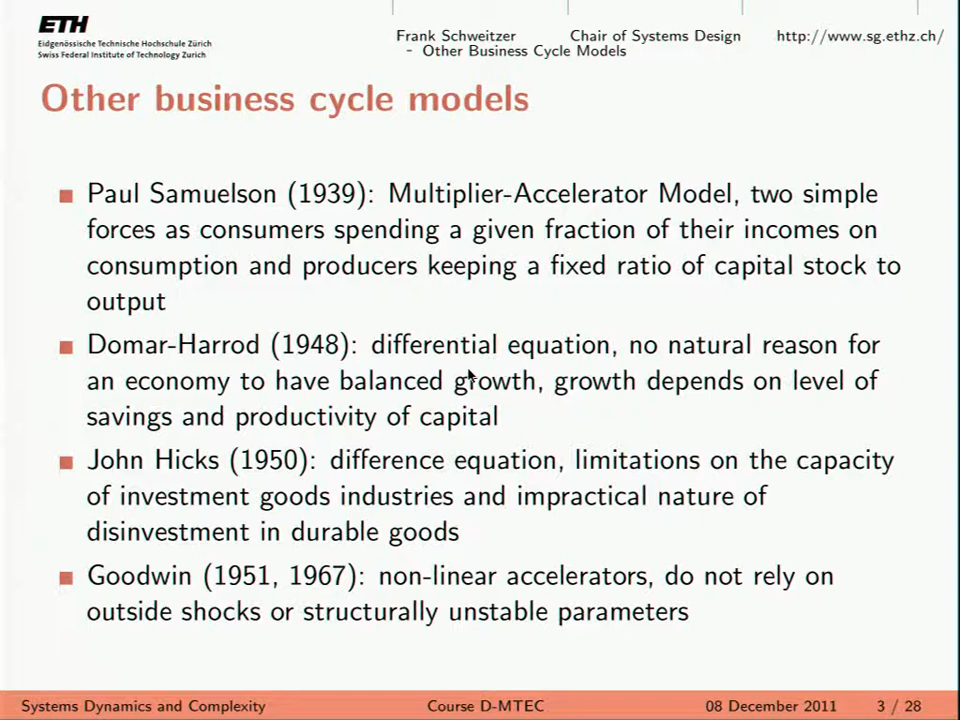 ETH
Eidgenössische Technische Hochschule Zürich
Swiss Federal Institute of Technology Zurich
Frank Schweitzer Chair of Systems Design http://www.sg.ethz.ch/
- Other Business Cycle Models
Other business cycle models
Paul Samuelson (1939): Multiplier-Accelerator Model, two simple
forces as consumers spending a given fraction of their incomes on
consumption and producers keeping a fixed ratio of capital stock to
output
Domar-Harrod (1948): differential equation, no natural reason for
an economy to have balanced growth, growth depends on level of
savings and productivity of capital
John Hicks (1950): difference equation, limitations on the capacity
of investment goods industries and impractical nature of
disinvestment in durable goods
Goodwin (1951, 1967): non-linear accelerators, do not rely on
outside shocks or structurally unstable parameters
Systems Dynamics and Complexity Course D-MTEC 08 December 2011 3 / 28